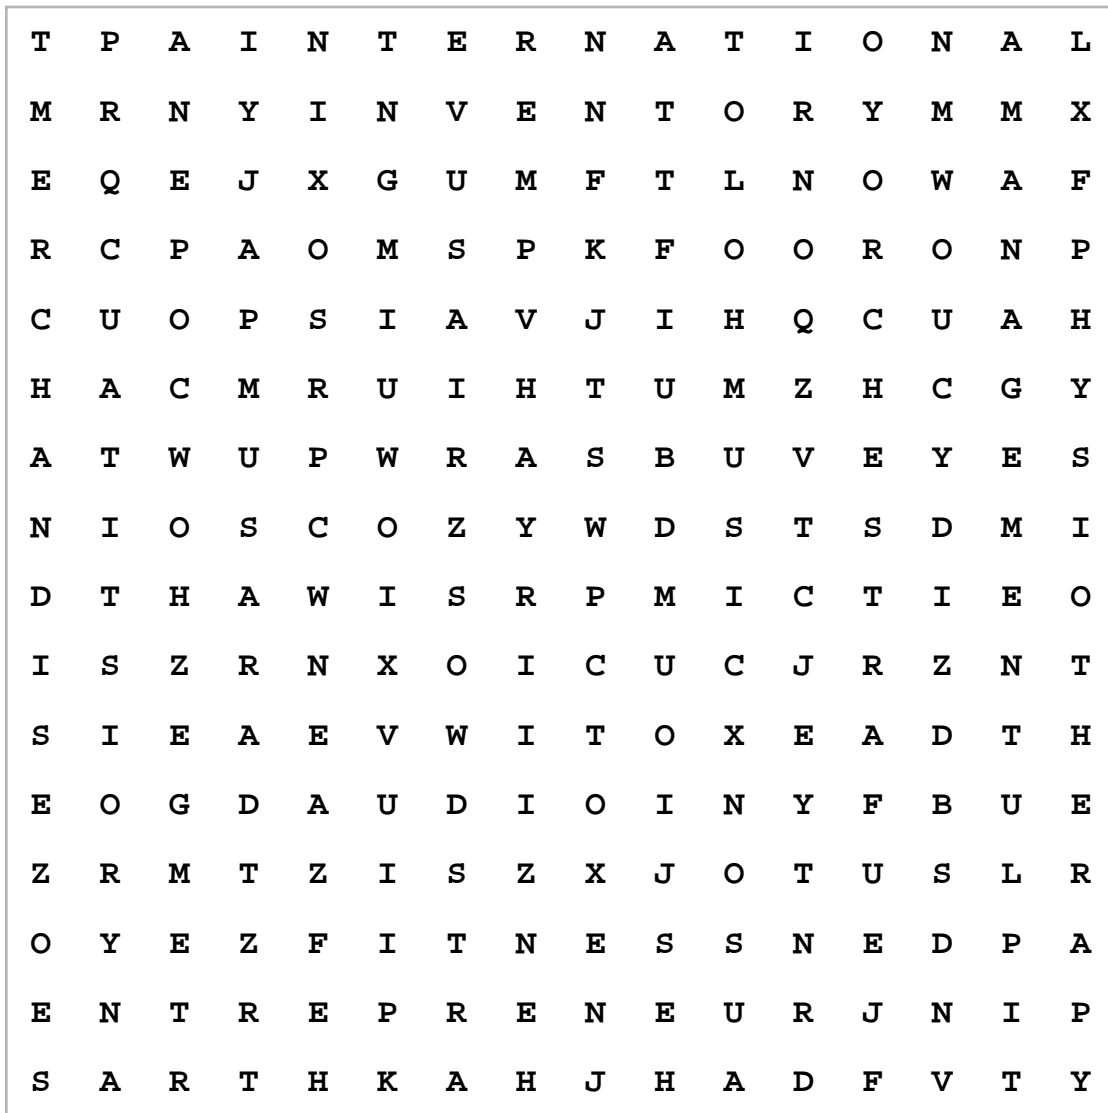 T P A I N T E R N A T I O N A L
M R N Y I N V E N T O R Y M M X
E Q E J X G U M F T L N O W A F
R C P A O M S P K F O O R O N P
C U O P S I A V J I H Q C U A H
H A C M R U I H T U M Z H C G Y
A T W U P W R A S B U V E Y E S
N I O S C O Z Y W D S T S D M I
D T H A W I S R P M I C T I E O
I S Z R N X O I C U C J R Z N T
S I E A E V W I T O X E A D T H
E O G D A U D I O I N Y F B U E
Z R M T Z I S Z X J O T U S L R
O Y E Z F I T N E S S N E D P A
E N T R E P R E N E U R J N I P
S A R T H K A H J H A D F V T Y